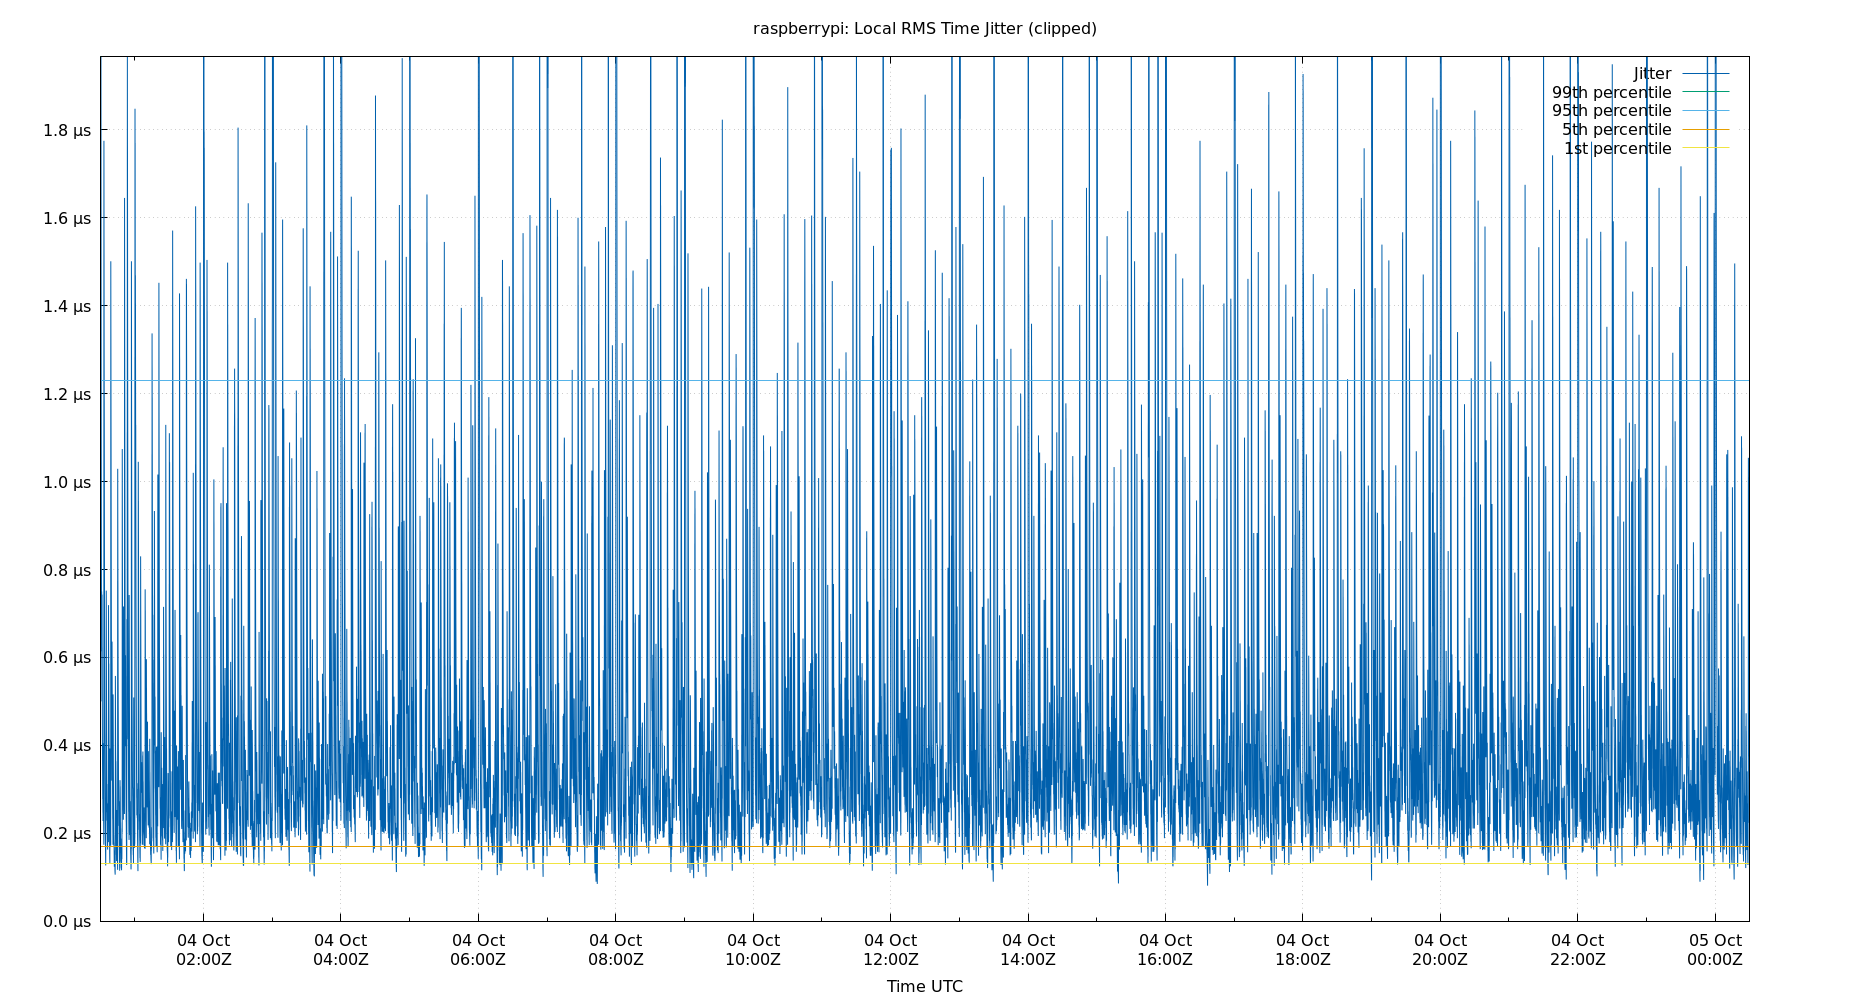 raspberrypi: Local RMS Time Jitter (clipped)
Jitter
99th percentile
95th percentile
5th percentile
1st percentile
1.8 µs
1.6 µs
1.4 µs
1.2 µs
1.0 µs
0.8 µs
0.6 µs
0.4 µs
0.2 µs
0.0 µs
04 Oct 04 Oct 04 Oct 04 Oct 04 Oct 04 Oct 04 Oct 04 Oct 04 Oct 04 Oct 04 Oct 05 Oct
02:00Z 04:00Z 06:00Z 08:00Z 10:00Z 12:00Z 14:00Z 16:00Z 18:00Z 20:00Z 22:00Z 00:00Z
Time UTC